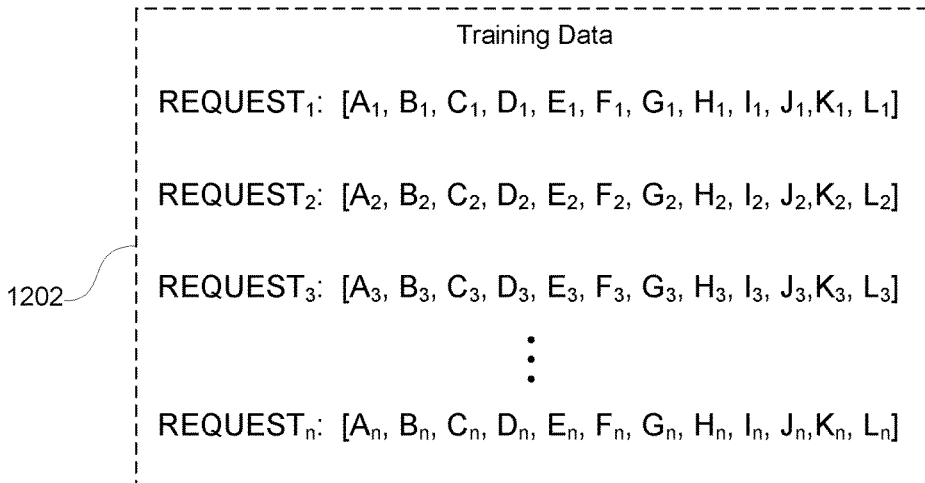 Training Data
REQUEST₁: [A₁, B₁, C₁, D₁, E₁, F₁, G₁, H₁, I₁, J₁,K₁, L₁]
REQUEST₂: [A₂, B₂, C₂, D₂, E₂, F₂, G₂, H₂, I₂, J₂,K₂, L₂]
1202
REQUEST₃: [A₃, B₃, C₃, D₃, E₃, F₃, G₃, H₃, I₃, J₃,K₃, L₃]
REQUESTₙ: [Aₙ, Bₙ, Cₙ, Dₙ, Eₙ, Fₙ, Gₙ, Hₙ, Iₙ, Jₙ,Kₙ, Lₙ]